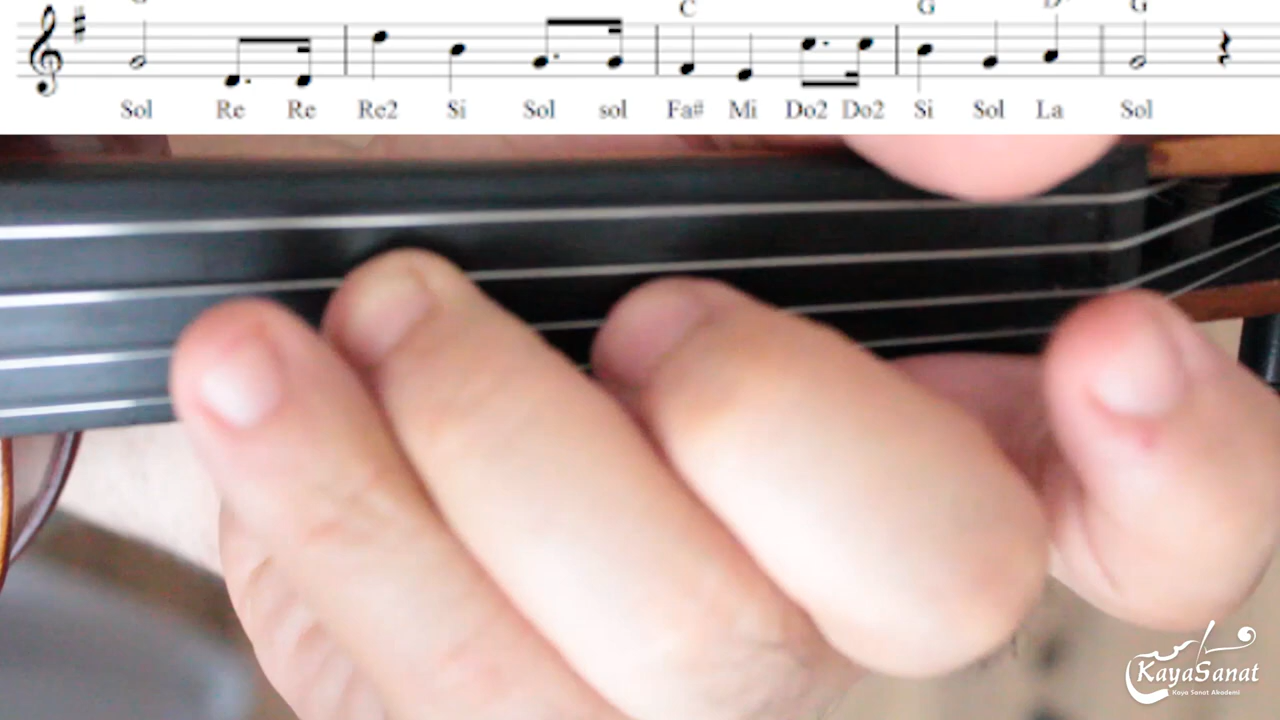 C G D G
Sol Re Re Re2 Si Sol sol Fa# Mi Do2 Do2 Si Sol La Sol
KayaSanat
Kaya Sanat Akademi